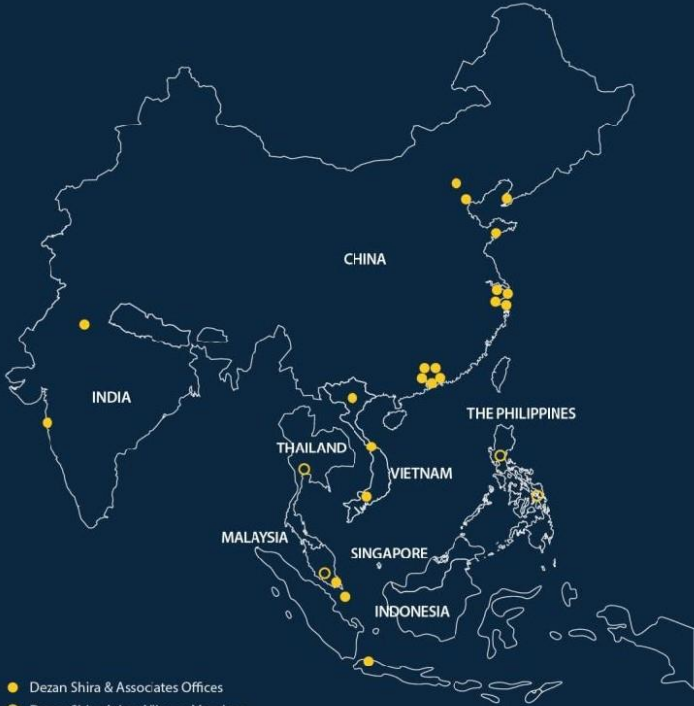 CHINA
INDIA
THE PHILIPPINES
THAILAND
VIETNAM
MALAYSIA
SINGAPORE
INDONESIA
Dezan Shira & Associates Offices